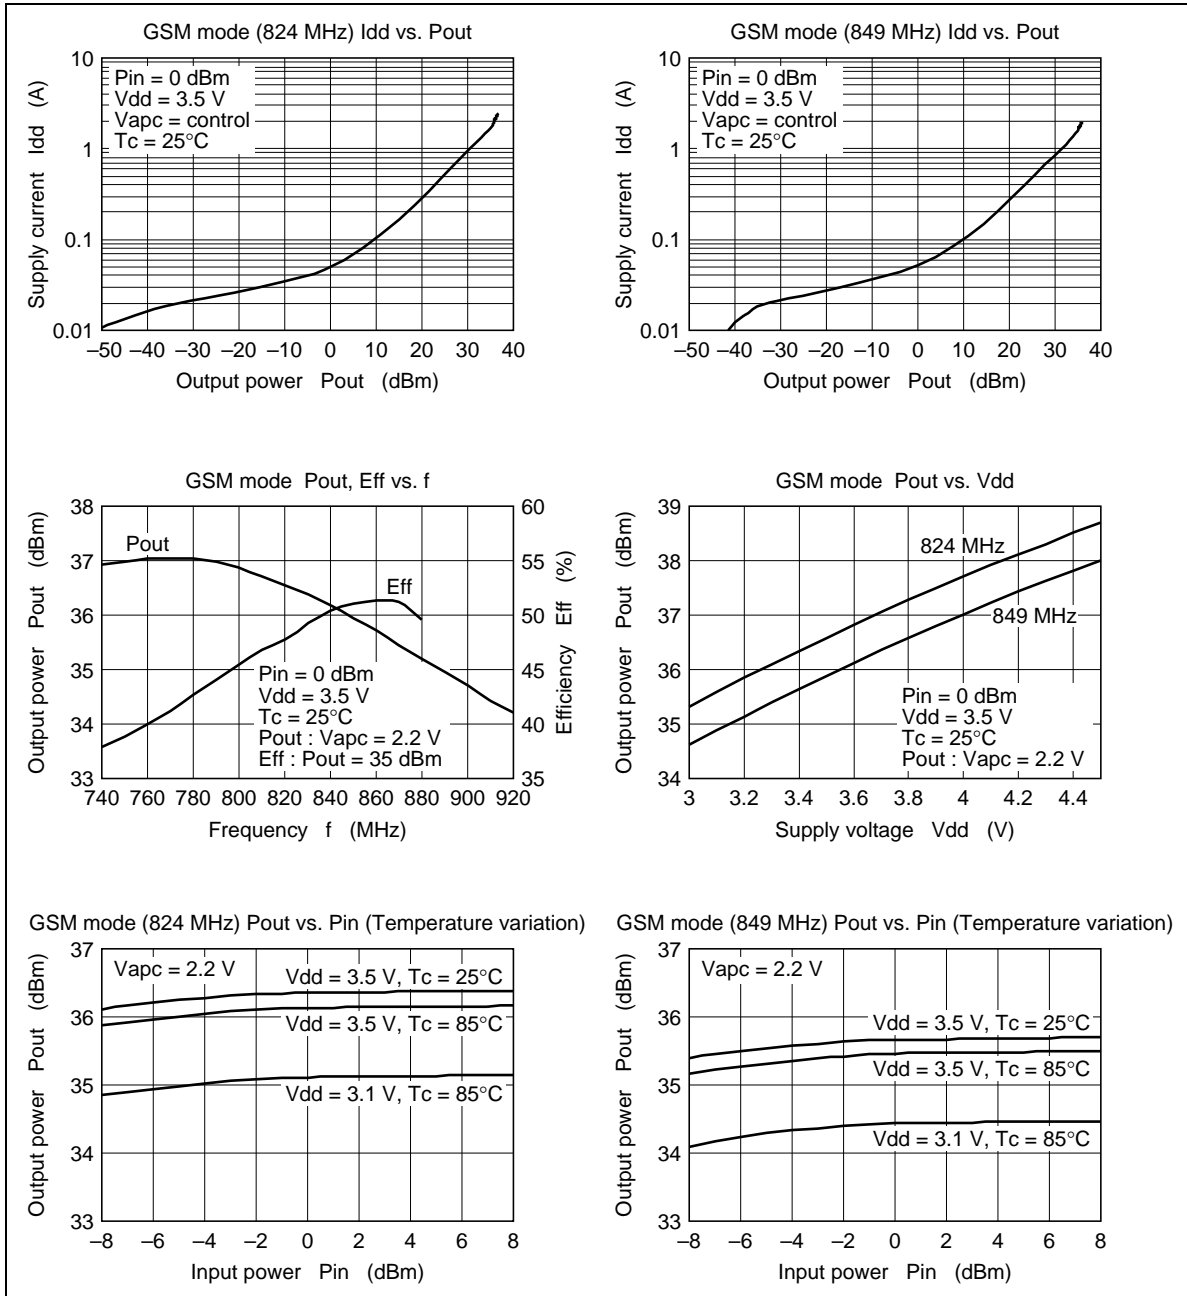 GSM mode (824 MHz) Idd vs. Pout
Supply current Idd (A)
10
1
0.1
0.01
Pin = 0 dBm
Vdd = 3.5 V
Vapc = control
Tc = 25°C
–50 –40 –30 –20 –10 0 10 20 30 40
Output power Pout (dBm)
GSM mode (849 MHz) Idd vs. Pout
Supply current Idd (A)
10
1
0.1
0.01
Pin = 0 dBm
Vdd = 3.5 V
Vapc = control
Tc = 25°C
–50 –40 –30 –20 –10 0 10 20 30 40
Output power Pout (dBm)
GSM mode Pout, Eff vs. f
Output power Pout (dBm)
38
37
36
35
34
33
Pout
Eff
Pin = 0 dBm
Vdd = 3.5 V
Tc = 25°C
Pout : Vapc = 2.2 V
Eff : Pout = 35 dBm
60
55
50
45
40
35
Efficiency Eff (%)
740 760 780 800 820 840 860 880 900 920
Frequency f (MHz)
GSM mode Pout vs. Vdd
Output power Pout (dBm)
39
38
37
36
35
34
824 MHz
849 MHz
Pin = 0 dBm
Vdd = 3.5 V
Tc = 25°C
Pout : Vapc = 2.2 V
3 3.2 3.4 3.6 3.8 4 4.2 4.4
Supply voltage Vdd (V)
GSM mode (824 MHz) Pout vs. Pin (Temperature variation)
Output power Pout (dBm)
37
36
35
34
33
Vapc = 2.2 V
Vdd = 3.5 V, Tc = 25°C
Vdd = 3.5 V, Tc = 85°C
Vdd = 3.1 V, Tc = 85°C
–8 –6 –4 –2 0 2 4 6 8
Input power Pin (dBm)
GSM mode (849 MHz) Pout vs. Pin (Temperature variation)
Output power Pout (dBm)
37
36
35
34
33
Vapc = 2.2 V
Vdd = 3.5 V, Tc = 25°C
Vdd = 3.5 V, Tc = 85°C
Vdd = 3.1 V, Tc = 85°C
–8 –6 –4 –2 0 2 4 6 8
Input power Pin (dBm)